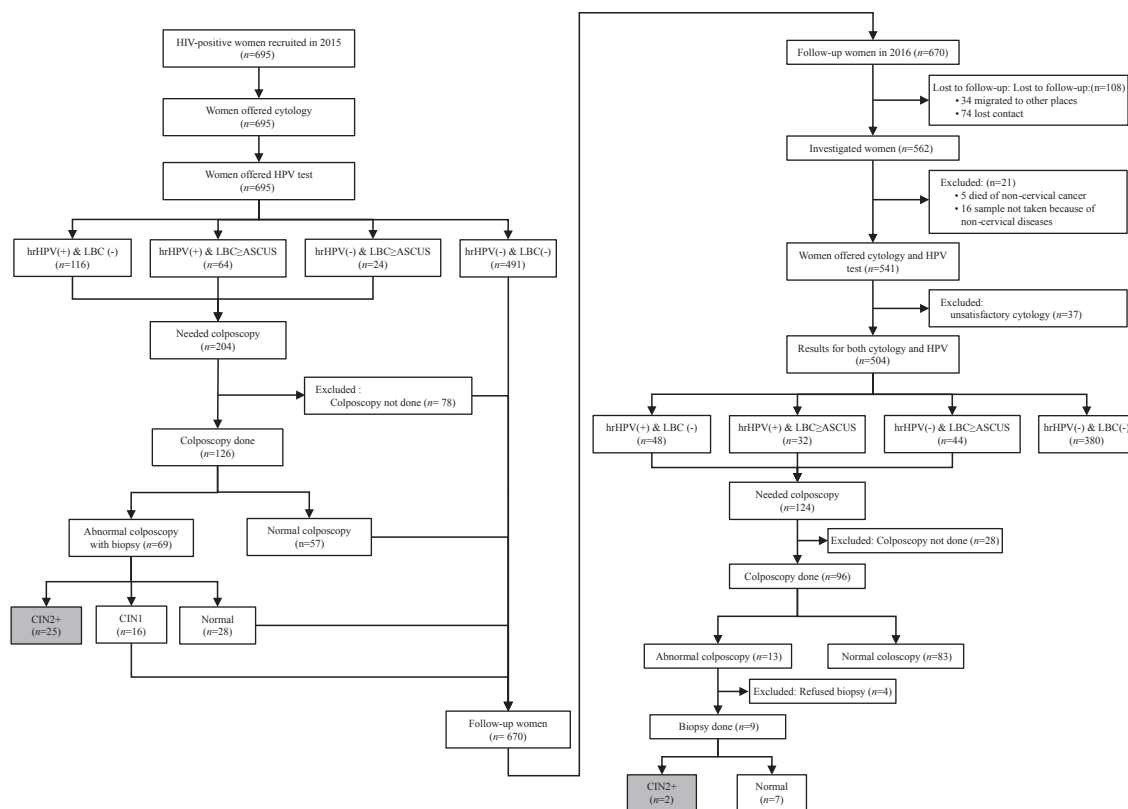 HIV-positive women recruited in 2015
(n=695)
Women offered cytology
(n=695)
Women offered HPV test
(n=695)
hrHPV(+) & LBC (-)
(n=116)
hrHPV(+) & LBC≥ASCUS
(n=64)
hrHPV(-) & LBC≥ASCUS
(n=24)
hrHPV(-) & LBC(-)
(n=491)
Needed colposcopy
(n=204)
Excluded :
Colposcopy not done (n= 78)
Colposcopy done
(n=126)
Abnormal colposcopy
with biopsy (n=69)
Normal colposcopy
(n=57)
CIN2+
(n=25)
CIN1
(n=16)
Normal
(n=28)
Follow-up women
(n= 670)
Follow-up women in 2016 (n=670)
Lost to follow-up: Lost to follow-up:(n=108)
• 34 migrated to other places
• 74 lost contact
Investigated women (n=562)
Excluded: (n=21)
• 5 died of non-cervical cancer
• 16 sample not taken because of
non-cervical diseases
Women offered cytology and HPV
test (n=541)
Excluded:
unsatisfactory cytology (n=37)
Results for both cytology and HPV
(n=504)
hrHPV(+) & LBC (-)
(n=48)
hrHPV(+) & LBC≥ASCUS
(n=32)
hrHPV(-) & LBC≥ASCUS
(n=44)
hrHPV(-) & LBC(-)
(n=380)
Needed colposcopy
(n=124)
Excluded: Colposcopy not done (n=28)
Colposcopy done (n=96)
Abnormal colposcopy (n=13)
Normal coloscopy (n=83)
Excluded: Refused biopsy (n=4)
Biopsy done (n=9)
CIN2+
(n=2)
Normal
(n=7)